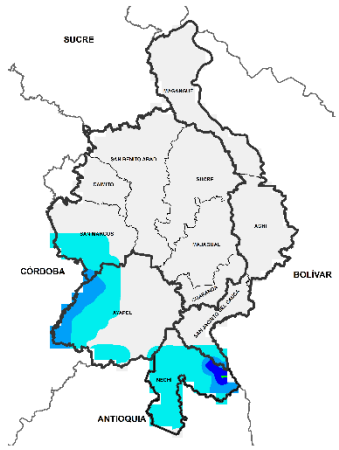 SUCRE
MAGANGUÉ
SAN BENITO ABAD
SUCRE
CAIMITO
ACHÍ
SAN MARCOS
MAJAGUAL
CÓRDOBA
BOLÍVAR
GUARANDA
SAN JACINTO DEL CAUCA
AYAPEL
NECHÍ
ANTIOQUIA